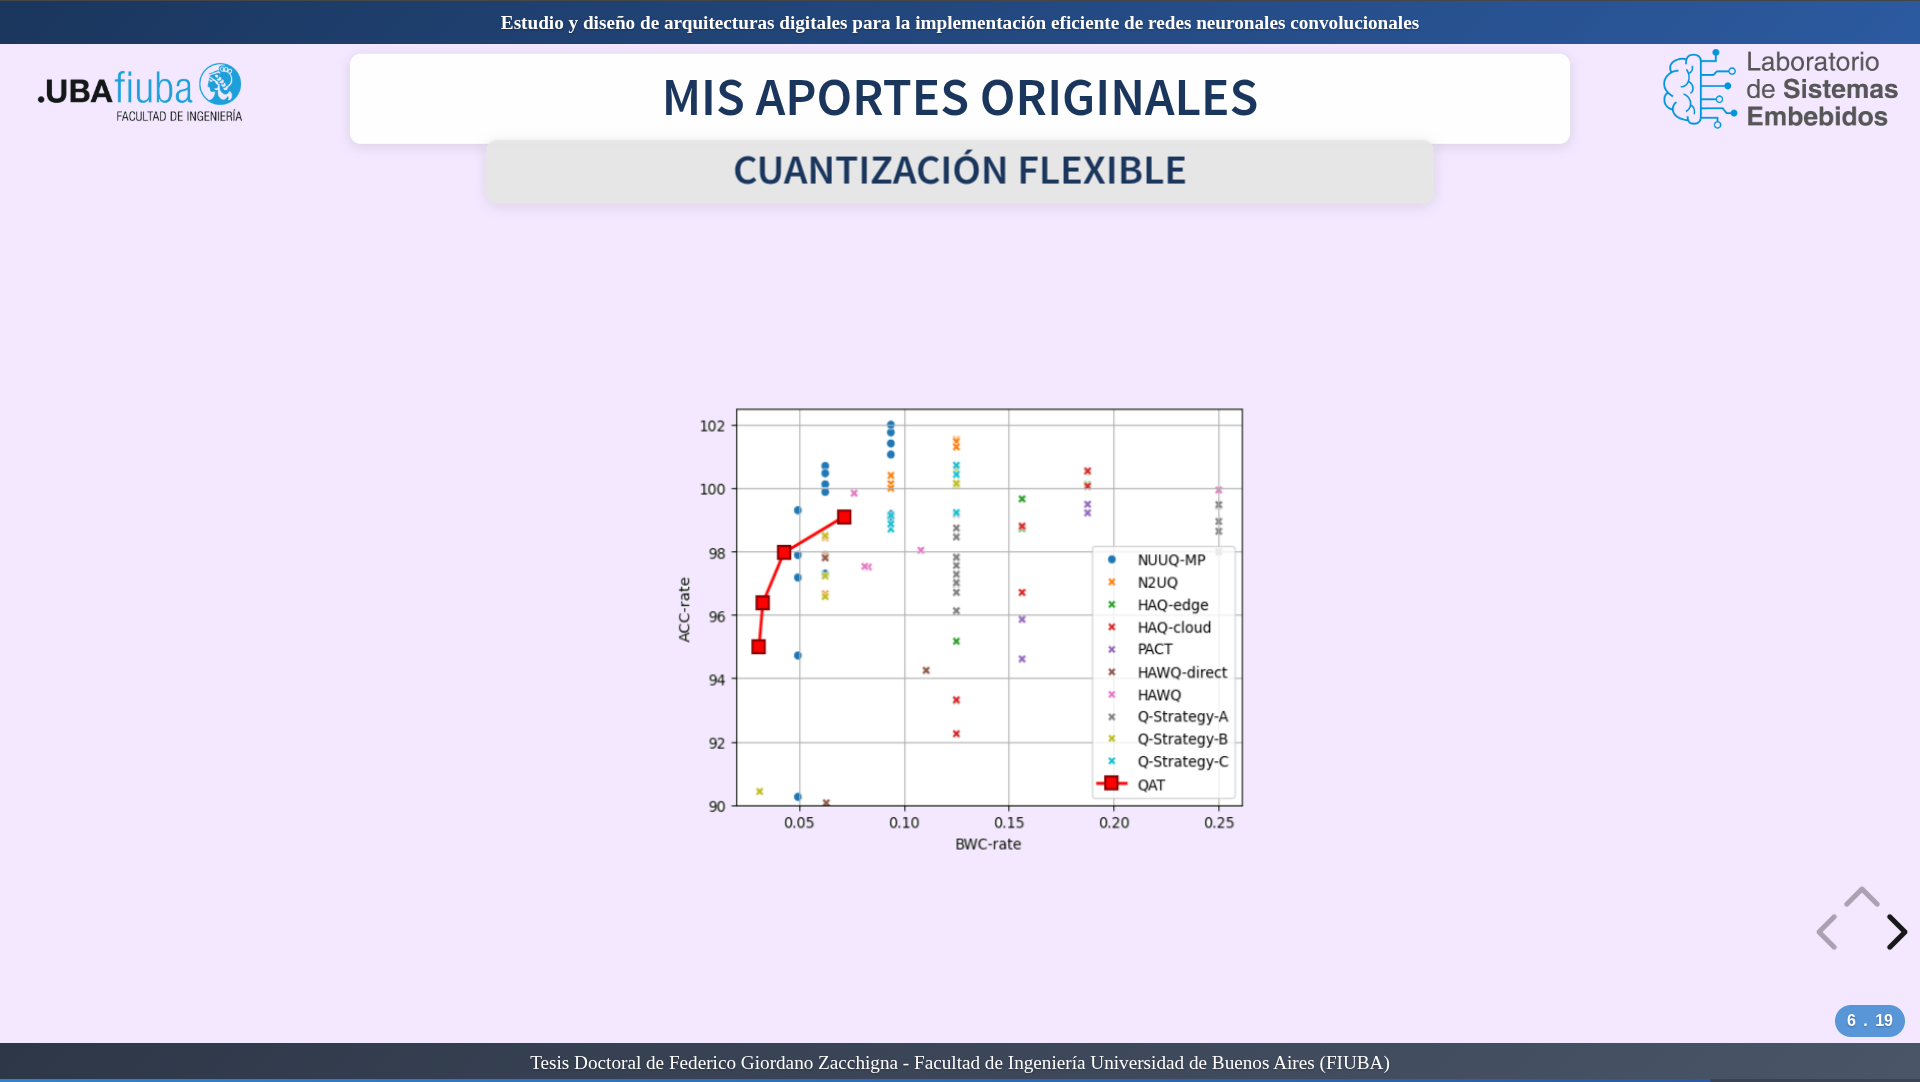 Estudio y diseño de arquitecturas digitales para la implementación eficiente de redes neuronales convolucionales
.UBAfiuba
FACULTAD DE INGENIERÍA
MIS APORTES ORIGINALES
Laboratorio
de Sistemas
Embebidos
CUANTIZACIÓN FLEXIBLE
102
100
98
96
94
92
90
ACC-rate
NUUQ-MP
N2UQ
HAQ-edge
HAQ-cloud
PACT
HAWQ-direct
HAWQ
Q-Strategy-A
Q-Strategy-B
Q-Strategy-C
QAT
0.05 0.10 0.15 0.20 0.25
BWC-rate
6 . 19
Tesis Doctoral de Federico Giordano Zacchigna - Facultad de Ingeniería Universidad de Buenos Aires (FIUBA)